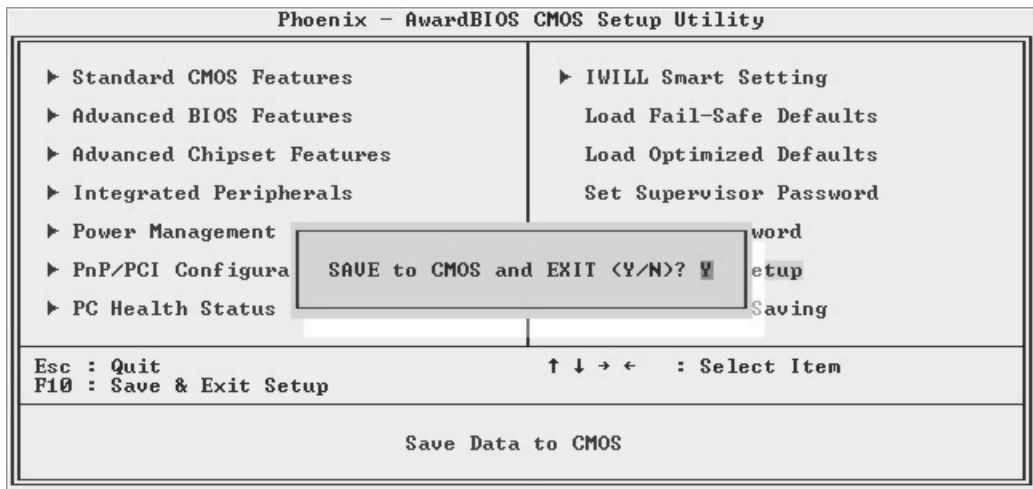 Phoenix - AwardBIOS CMOS Setup Utility
▶ Standard CMOS Features
▶ Advanced BIOS Features
▶ Advanced Chipset Features
▶ Integrated Peripherals
▶ Power Management
▶ PnP/PCI Configura
▶ PC Health Status
▶ IWILL Smart Setting
Load Fail-Safe Defaults
Load Optimized Defaults
Set Supervisor Password
word
etup
Saving
SAVE to CMOS and EXIT (Y/N)? Y
Esc : Quit
F10 : Save & Exit Setup
↑ ↓ → ← : Select Item
Save Data to CMOS